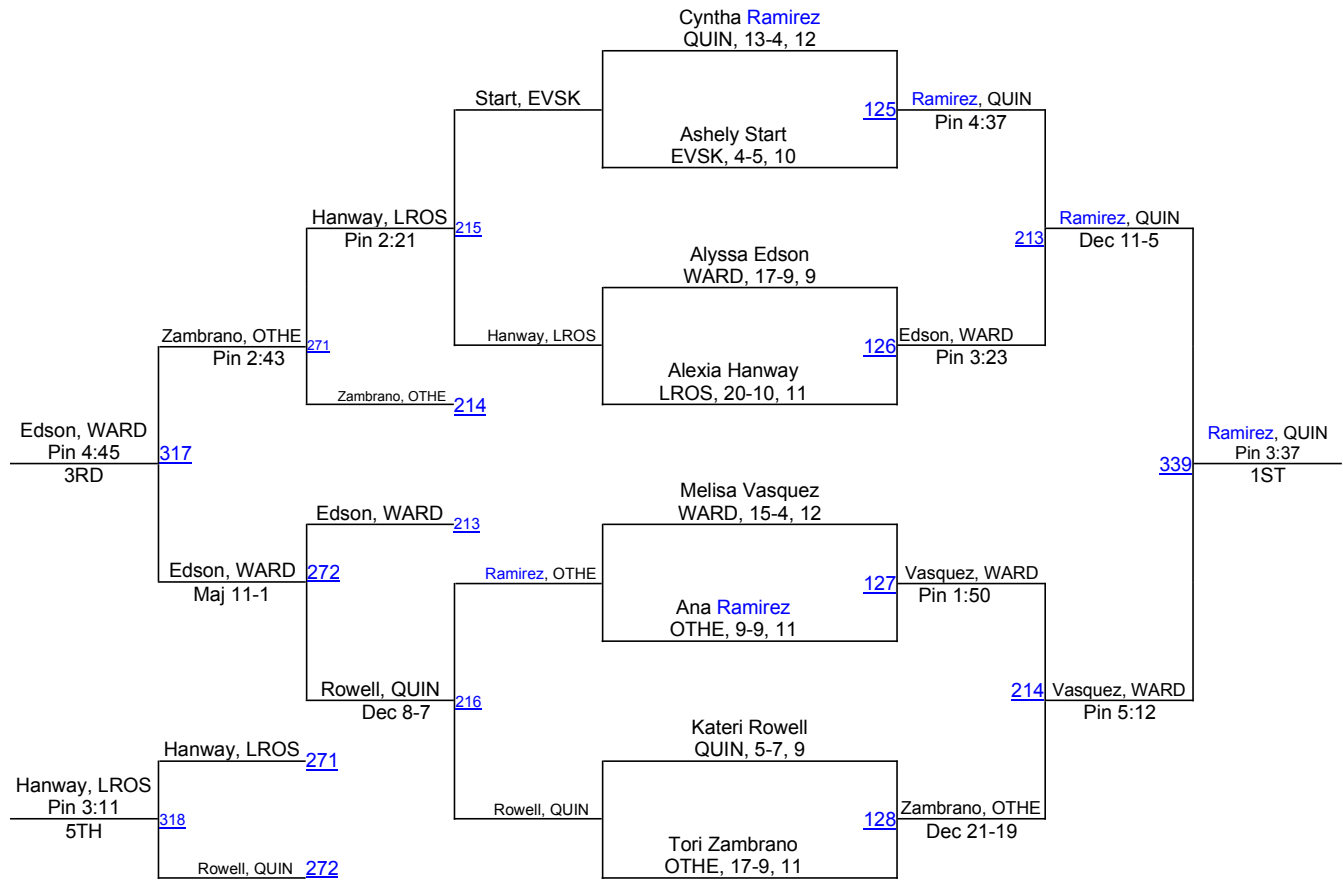 Cyntha Ramirez
QUIN, 13-4, 12
Start, EVSK
125
Ramirez, QUIN
Pin 4:37
Ashely Start
EVSK, 4-5, 10
Hanway, LROS
Pin 2:21
215
213
Ramirez, QUIN
Dec 11-5
Alyssa Edson
WARD, 17-9, 9
Zambrano, OTHE
Pin 2:43
271
Hanway, LROS
126
Edson, WARD
Pin 3:23
Alexia Hanway
LROS, 20-10, 11
Zambrano, OTHE
214
Edson, WARD
Pin 4:45
3RD
317
339
Ramirez, QUIN
Pin 3:37
1ST
Melisa Vasquez
WARD, 15-4, 12
Edson, WARD
213
Edson, WARD
Maj 11-1
272
Ramirez, OTHE
127
Vasquez, WARD
Pin 1:50
Ana Ramirez
OTHE, 9-9, 11
Rowell, QUIN
Dec 8-7
216
214
Vasquez, WARD
Pin 5:12
Kateri Rowell
QUIN, 5-7, 9
Hanway, LROS
271
Hanway, LROS
Pin 3:11
5TH
318
Rowell, QUIN
128
Zambrano, OTHE
Dec 21-19
Tori Zambrano
OTHE, 17-9, 11
Rowell, QUIN
272